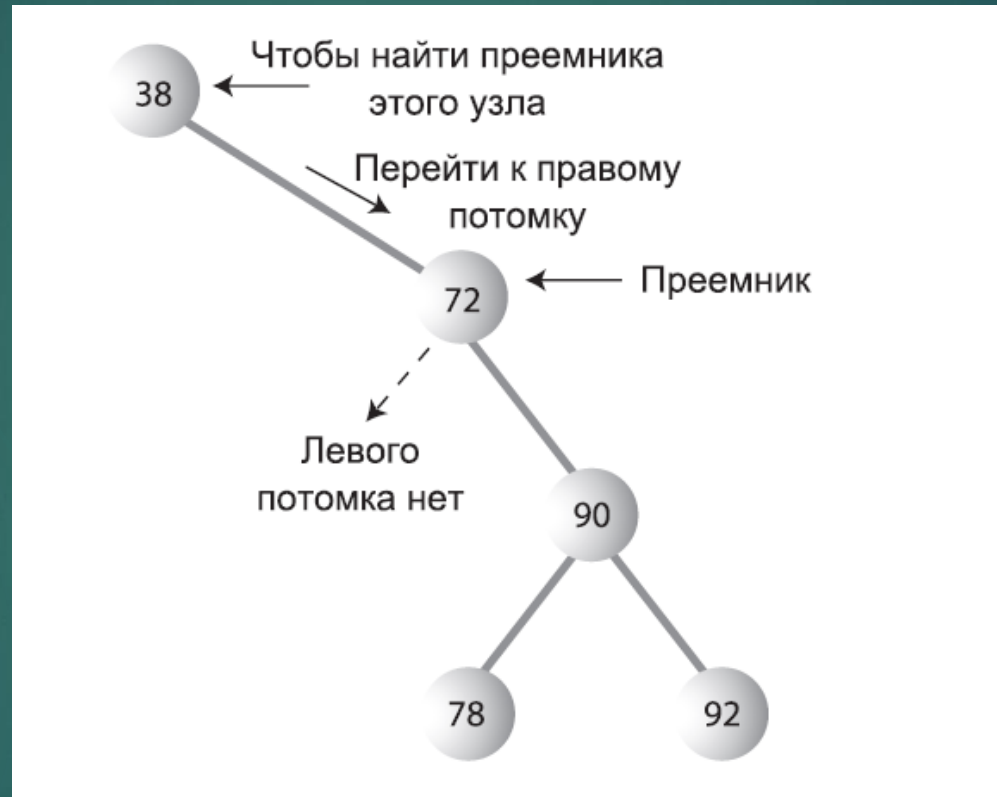 Чтобы найти преемника
38
этого узла
Перейти к правому
потомку
72
Преемник
Левого
потомка нет
90
78
92